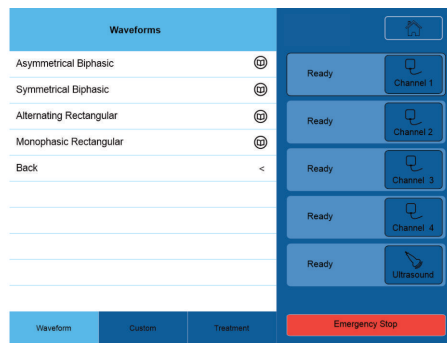 Waveforms
Asymmetrical Biphasic
Symmetrical Biphasic
Alternating Rectangular
Monophasic Rectangular
Back <
Waveform Custom Treatment
Ready Channel 1
Ready Channel 2
Ready Channel 3
Ready Channel 4
Ready Ultrasound
Emergency Stop